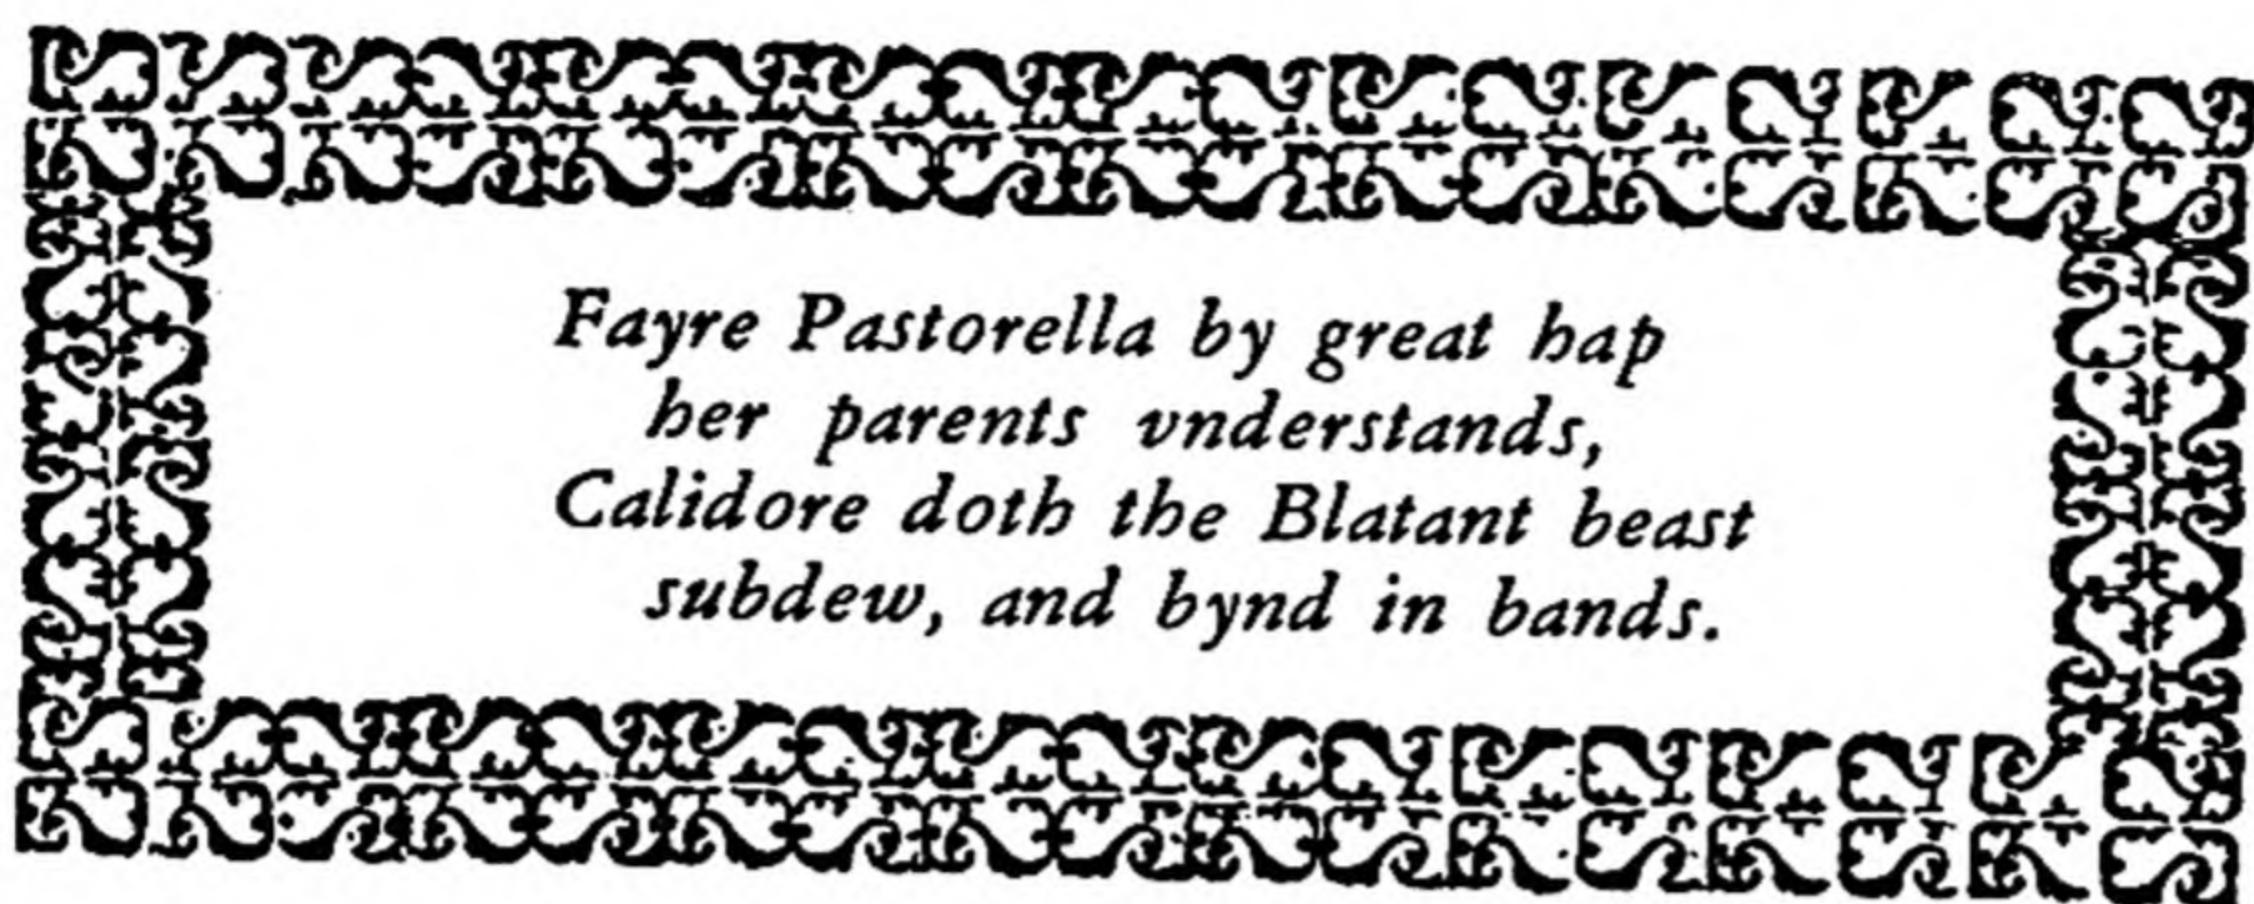 Fayre Pastorella by great hap
her parents vnderstands,
Calidore doth the Blatant beast
subdew, and bynd in bands.